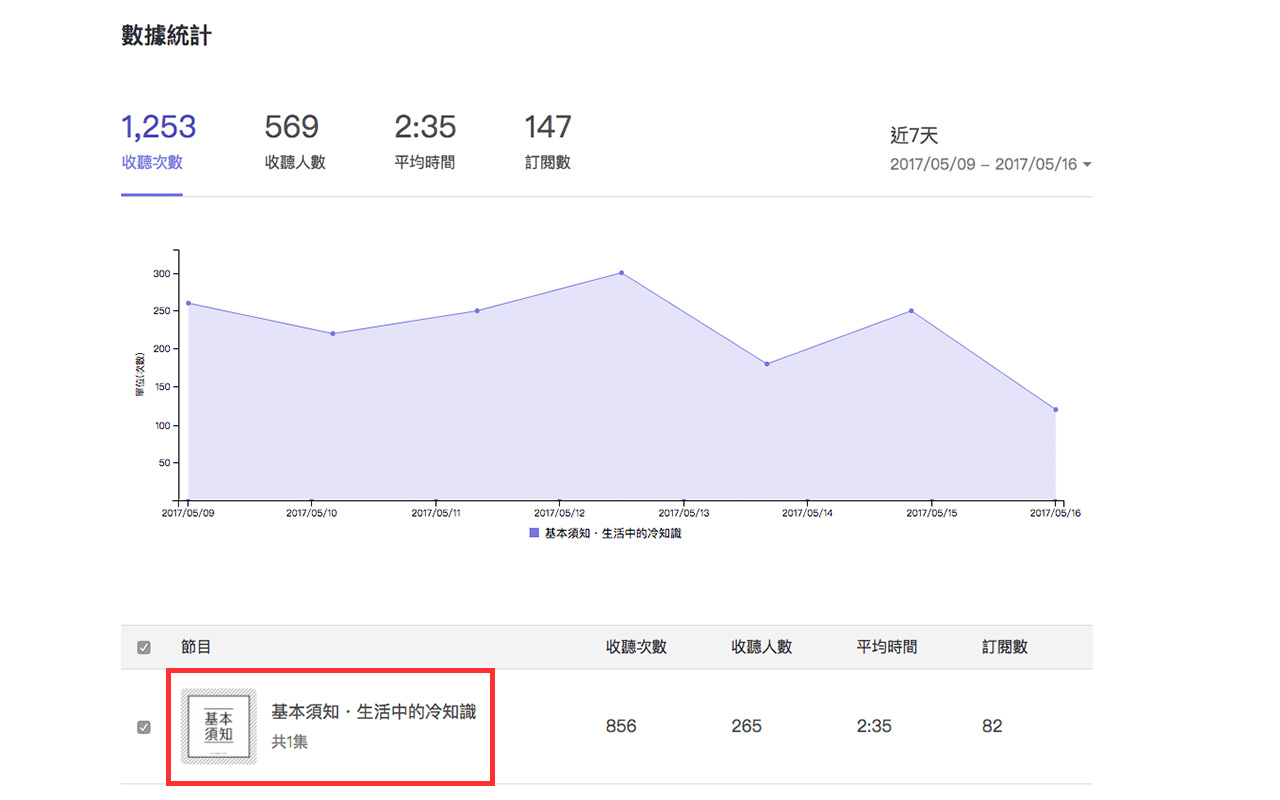 數據統計
1,253 569 2:35 147
收聽次數 收聽人數 平均時間 訂閱數
近7天
2017/05/09 – 2017/05/16
300
250
200
150
100
50
單位(次數)
2017/05/09 2017/05/10 2017/05/11 2017/05/12 2017/05/13 2017/05/14 2017/05/15 2017/05/16
基本須知・生活中的冷知識
節目 收聽次數 收聽人數 平均時間 訂閱數
基本
須知
基本須知・生活中的冷知識 856 265 2:35 82
共1集